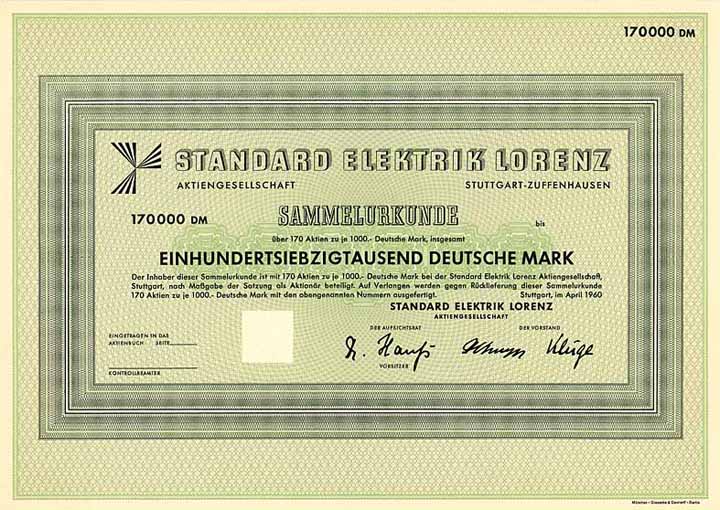 170000 DM
STANDARD ELEKTRIK LORENZ
AKTIENGESELLSCHAFT STUTTGART-ZUFFENHAUSEN
170000 DM SAMMELURKUNDE bis
über 170 Aktien zu je 1000.- Deutsche Mark, insgesamt
EINHUNDERTSIEBZIGTAUSEND DEUTSCHE MARK
Der Inhaber dieser Sammelurkunde ist mit 170 Aktien zu je 1000.- Deutsche Mark bei der Standard Elektrik Lorenz Aktiengesellschaft,
Stuttgart, nach Maßgabe der Satzung als Aktionär beteiligt. Auf Verlangen werden gegen Rücklieferung dieser Sammelurkunde
170 Aktien zu je 1000.- Deutsche Mark mit den obengenannten Nummern ausgefertigt. Stuttgart, im April 1960
STANDARD ELEKTRIK LORENZ
AKTIENGESELLSCHAFT
EINGETRAGEN IN DAS
AKTIENBUCH SEITE
DER AUFSICHTSRAT DER VORSTAND
VORSITZER
KONTROLLBEAMTER